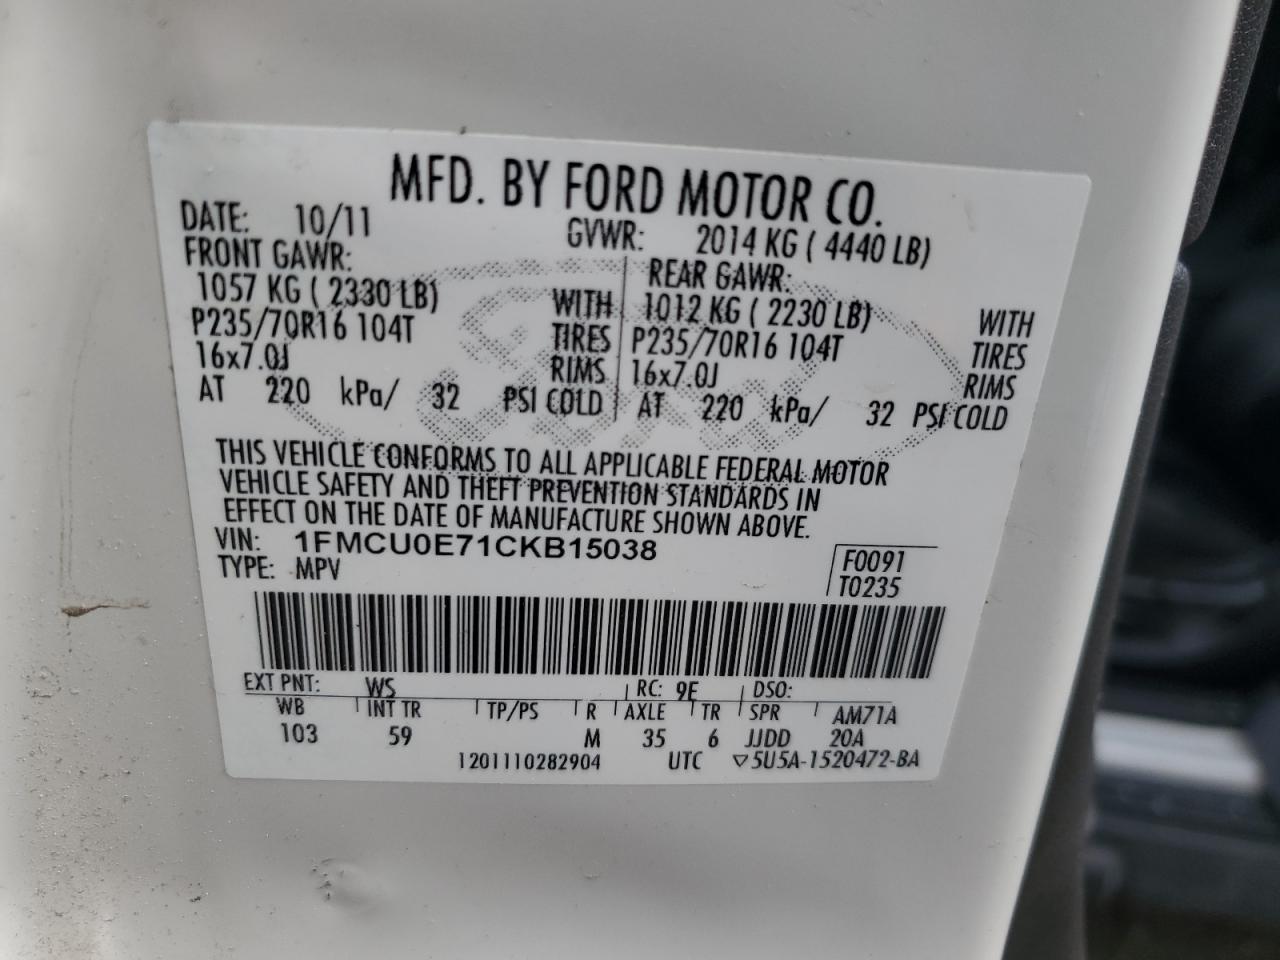 MFD. BY FORD MOTOR CO.
DATE: 10/11 GVWR: 2014 KG ( 4440 LB)
FRONT GAWR: REAR GAWR:
1057 KG ( 2330 LB) WITH 1012 KG ( 2230 LB) WITH
P235/70R16 104T TIRES P235/70R16 104T TIRES
16x7.0J RIMS 16x7.0J RIMS
AT 220 kPa/ 32 PSI COLD AT 220 kPa/ 32 PSI COLD
Ford
THIS VEHICLE CONFORMS TO ALL APPLICABLE FEDERAL MOTOR
VEHICLE SAFETY AND THEFT PREVENTION STANDARDS IN
EFFECT ON THE DATE OF MANUFACTURE SHOWN ABOVE.
VIN: 1FMCU0E71CKB15038 F0091
TYPE: MPV T0235
EXT PNT: WS RC: 9E DSO:
WB INT TR TP/PS R AXLE TR SPR AM71A
103 59 M 35 6 JJDD 20A
1201110282904 UTC ▽5U5A-1520472-BA